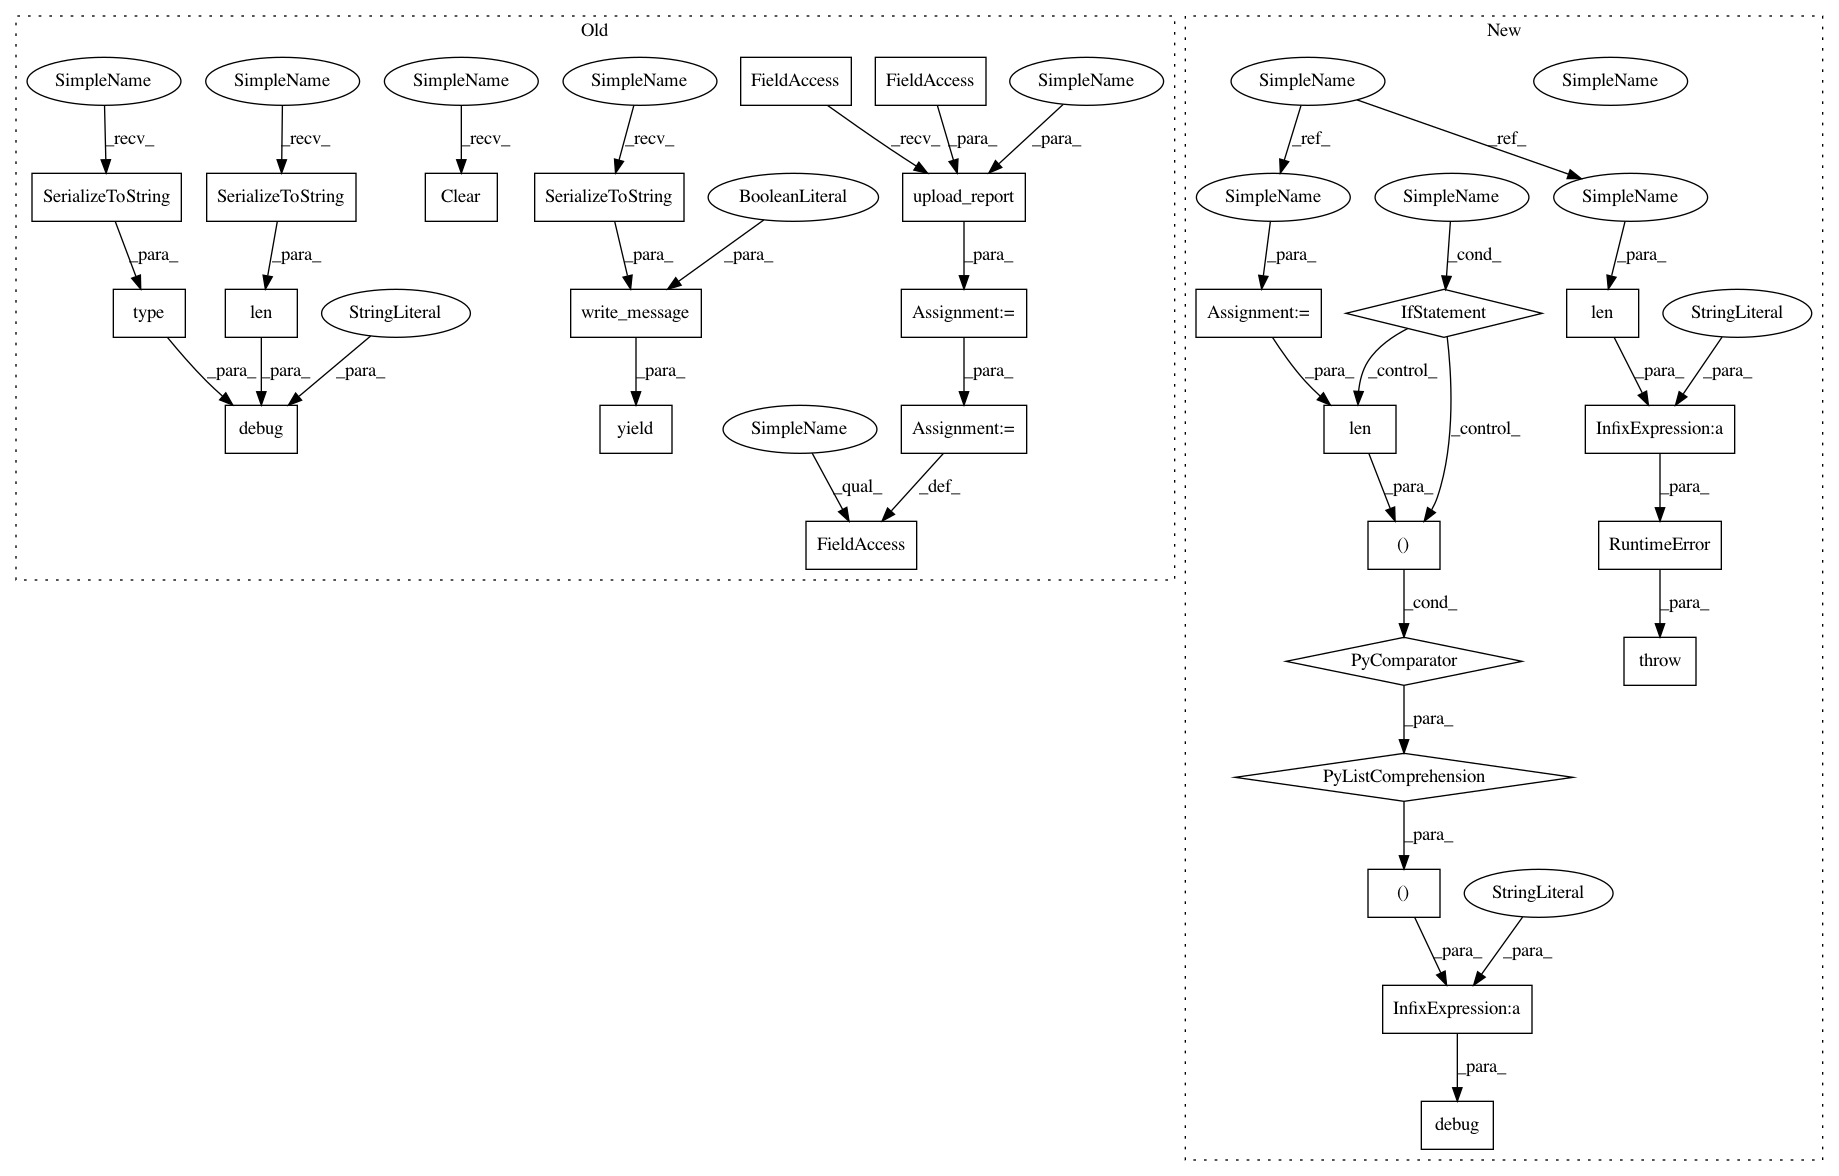 Old
New
SimpleName
SimpleName
SimpleName
SimpleName
FieldAccess
FieldAccess
SimpleName
SimpleName
SimpleName
_recv_
_recv_
_recv_
_recv_
_recv_
_para_
_para_
_ref_
_ref_
SerializeToString
SerializeToString
Clear
SerializeToString
BooleanLiteral
upload_report
SimpleName
SimpleName
SimpleName
_para_
_para_
_para_
_para_
_para_
_para_
_cond_
_para_
type
len
StringLiteral
write_message
Assignment:=
Assignment:=
IfStatement
len
StringLiteral
_para_
_para_
_para_
_para_
_para_
_para_
_control_
_para_
_para_
debug
yield
SimpleName
Assignment:=
len
_control_
InfixExpression:a
_qual_
_def_
_para_
_para_
FieldAccess
()
RuntimeError
_cond_
_para_
PyComparator
throw
_para_
PyListComprehension
_para_
()
StringLiteral
_para_
_para_
InfixExpression:a
_para_
debug